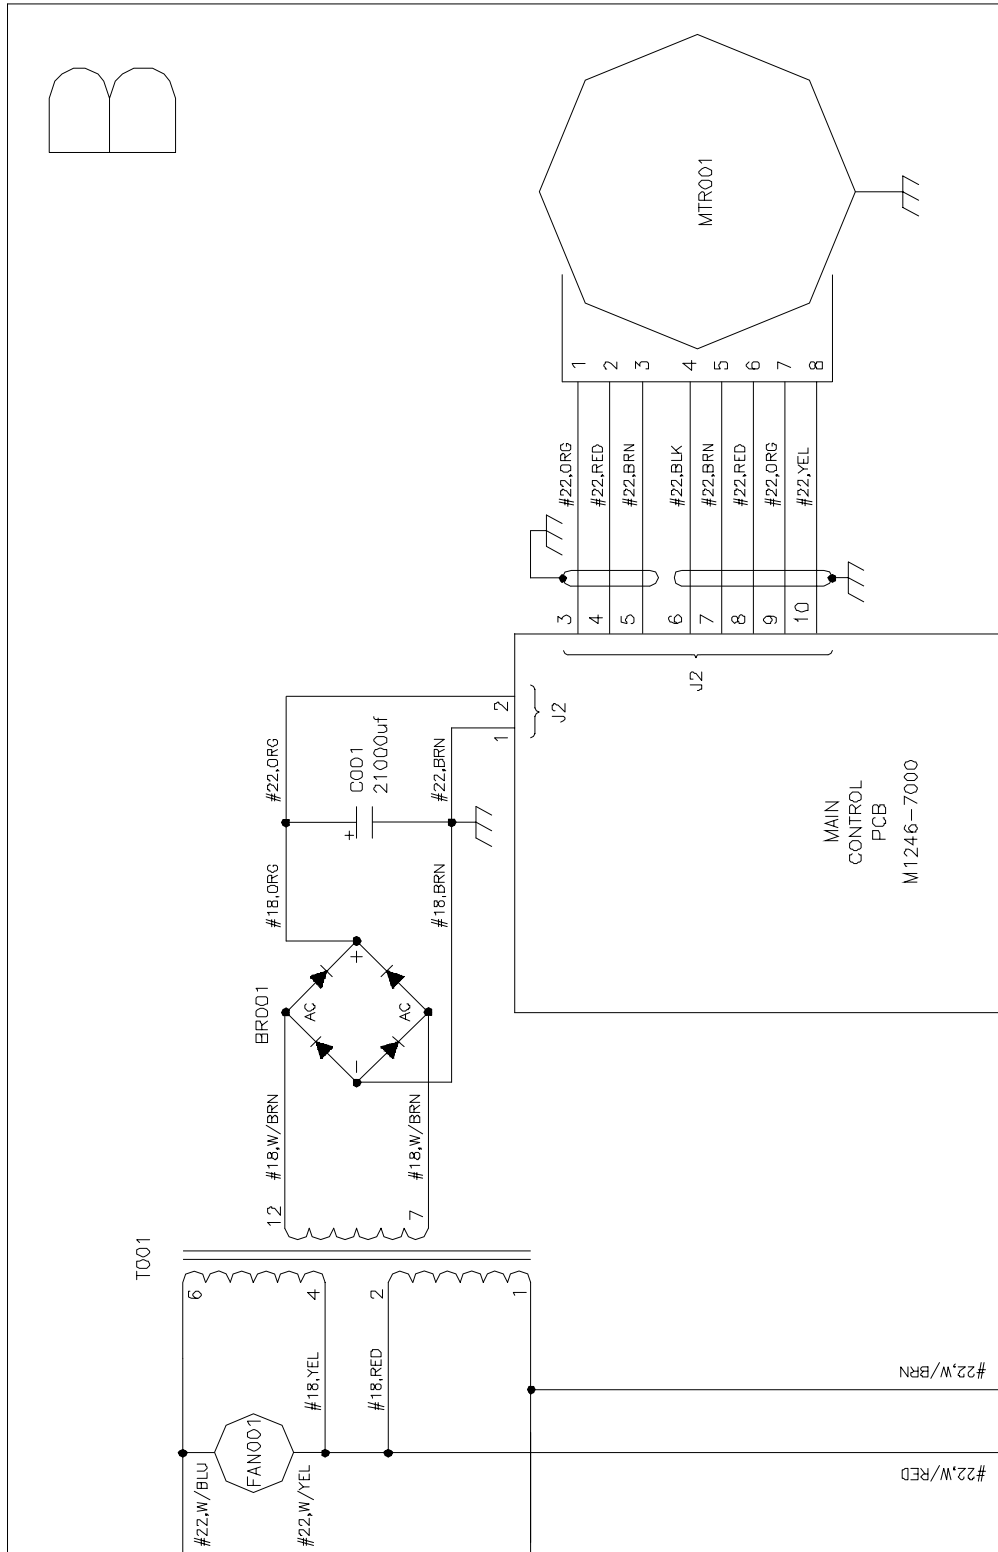 B
MTR001
1
2
3
4
5
6
7
8
#22,ORG
#22,RED
#22,BRN
#22,BLK
#22,BRN
#22,RED
#22,ORG
#22,YEL
3
4
5
6
7
8
9
10
J2
1
2
J2
MAIN
CONTROL
PCB
M1246-7000
#22,ORG
C001
21000uf
+
#22,BRN
#18,ORG
#18,BRN
BR001
+
AC
AC
-
#18,W/BRN
#18,W/BRN
12
7
T001
6
4
2
1
#18,YEL
#18,RED
FAN001
#22,W/BLU
#22,W/YEL
#22,W/BRN
#22,W/RED